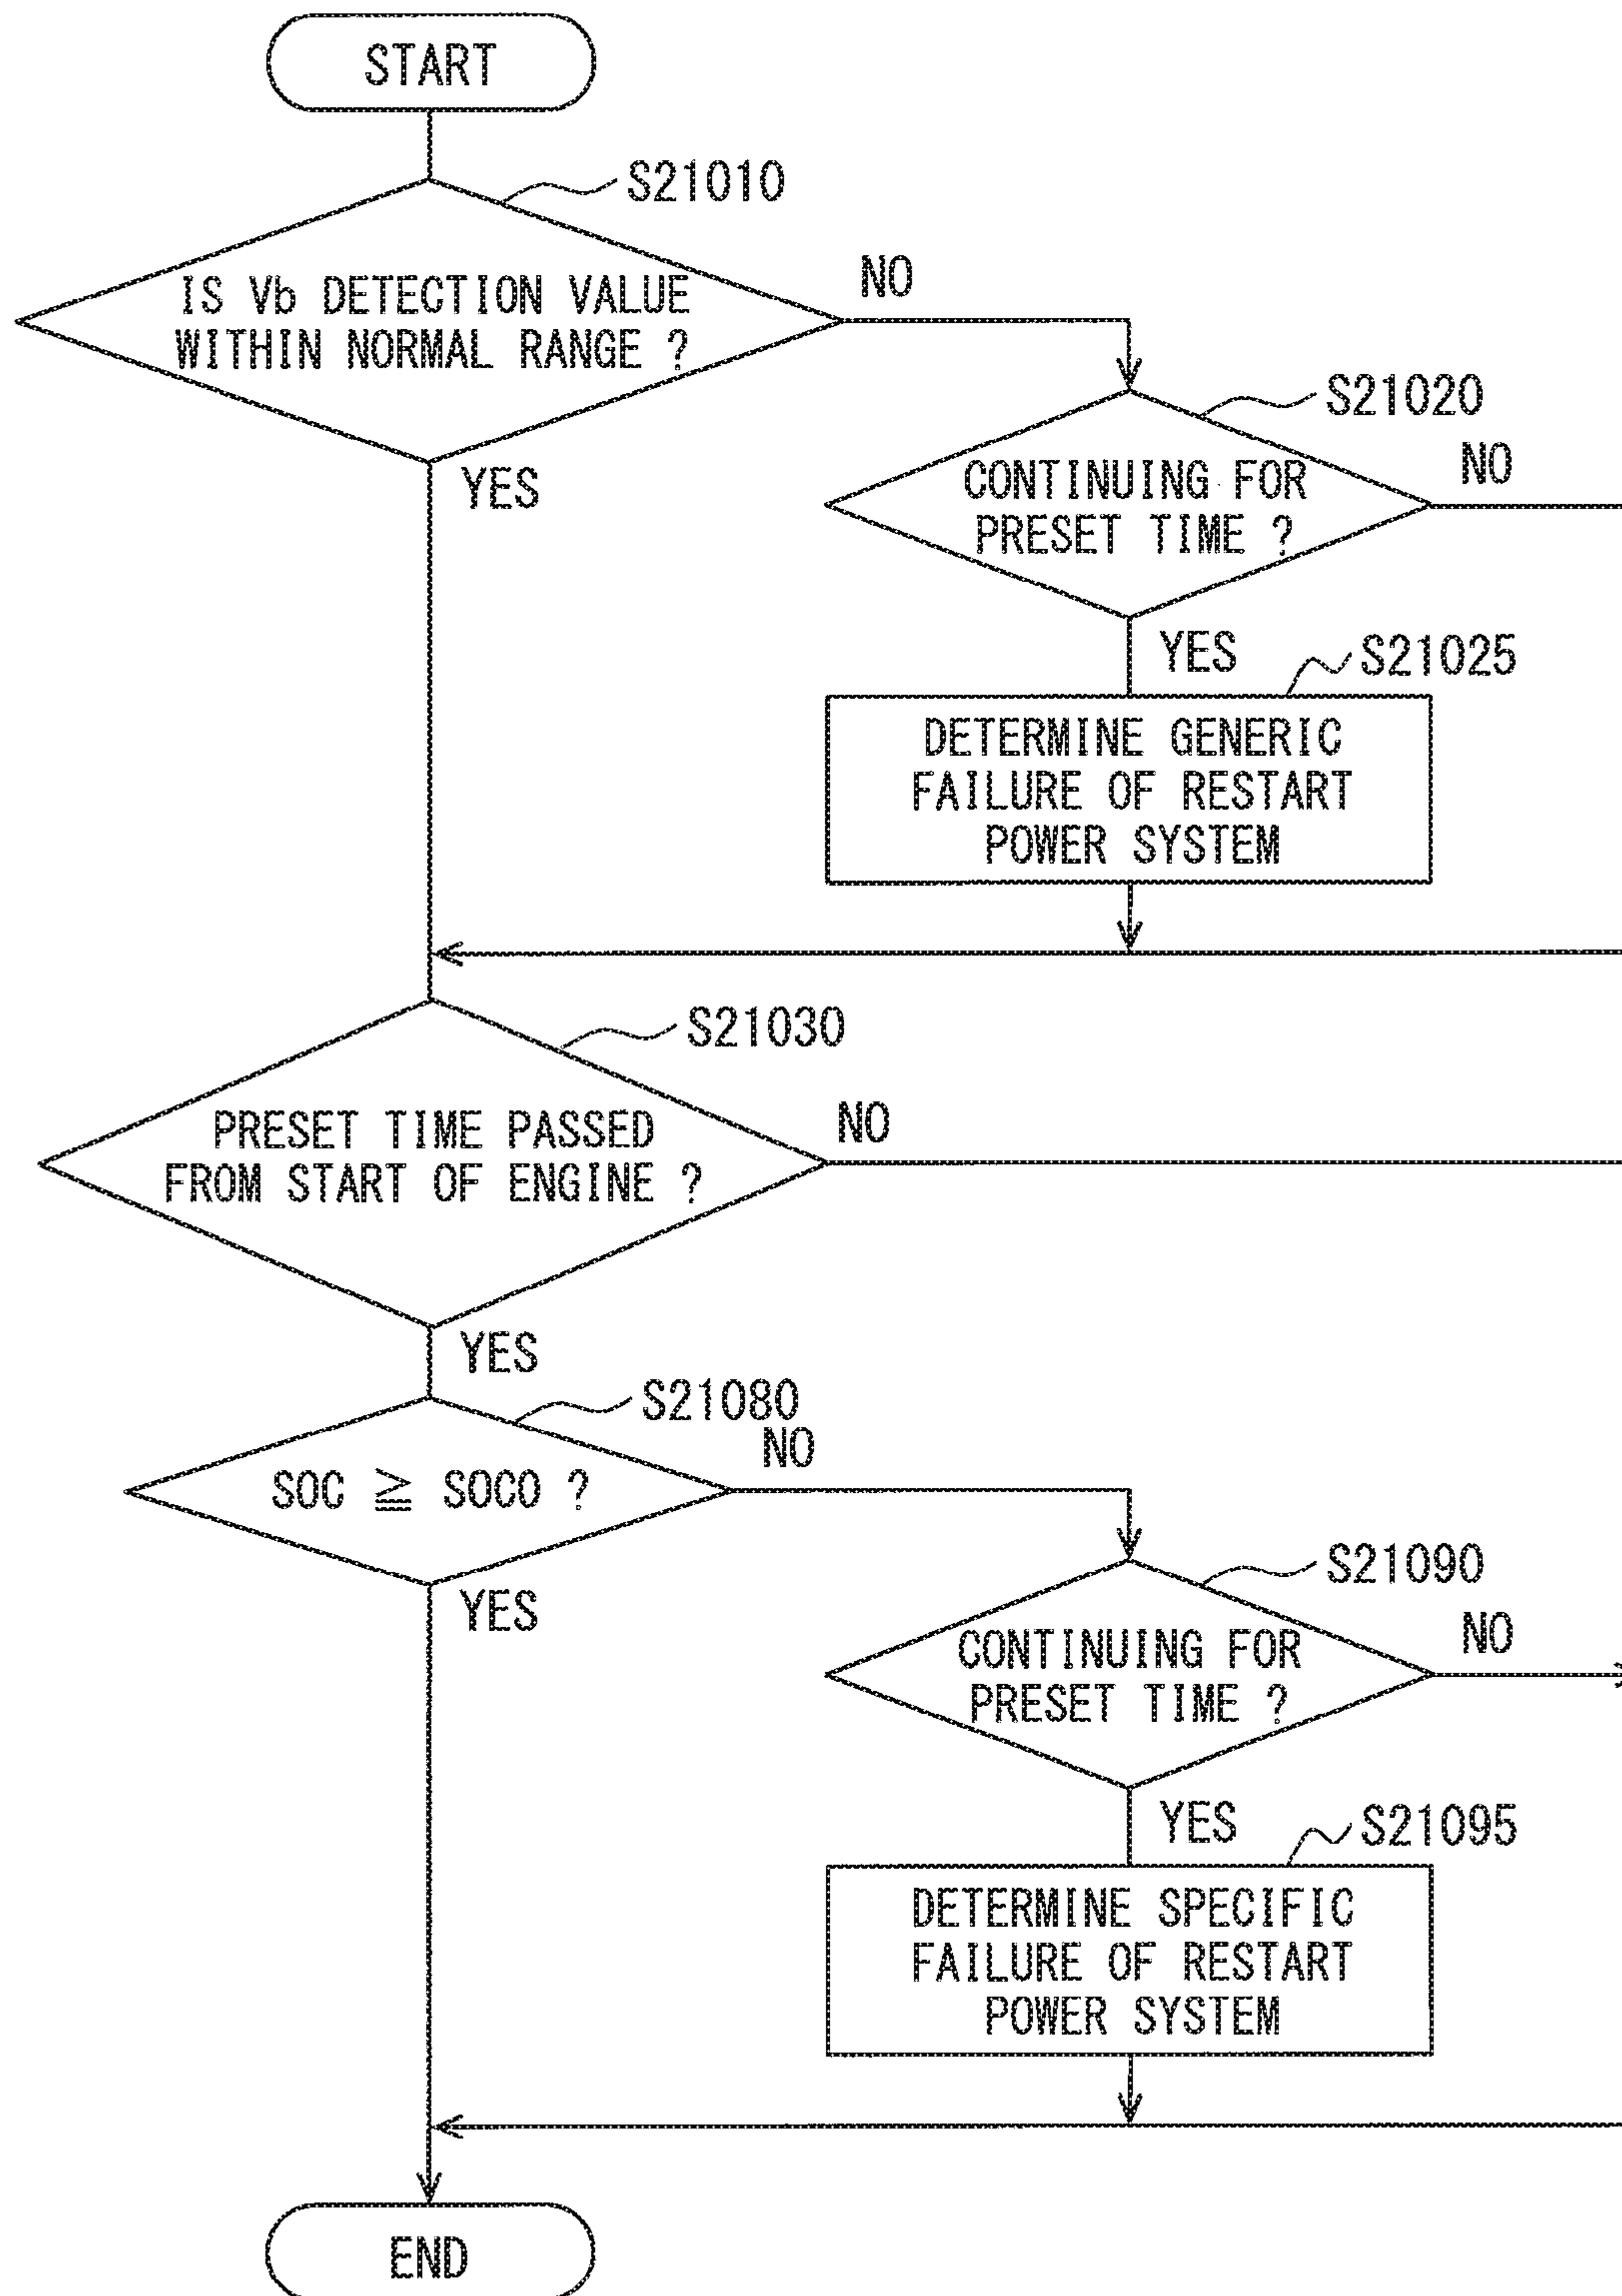 START
S21010
IS Vb DETECTION VALUE
WITHIN NORMAL RANGE ?
NO
YES
S21020
CONTINUING FOR
PRESET TIME ?
NO
YES
S21025
DETERMINE GENERIC
FAILURE OF RESTART
POWER SYSTEM
S21030
PRESET TIME PASSED
FROM START OF ENGINE ?
NO
YES
S21080
SOC ≧ SOC0 ?
NO
YES
S21090
CONTINUING FOR
PRESET TIME ?
NO
YES
S21095
DETERMINE SPECIFIC
FAILURE OF RESTART
POWER SYSTEM
END